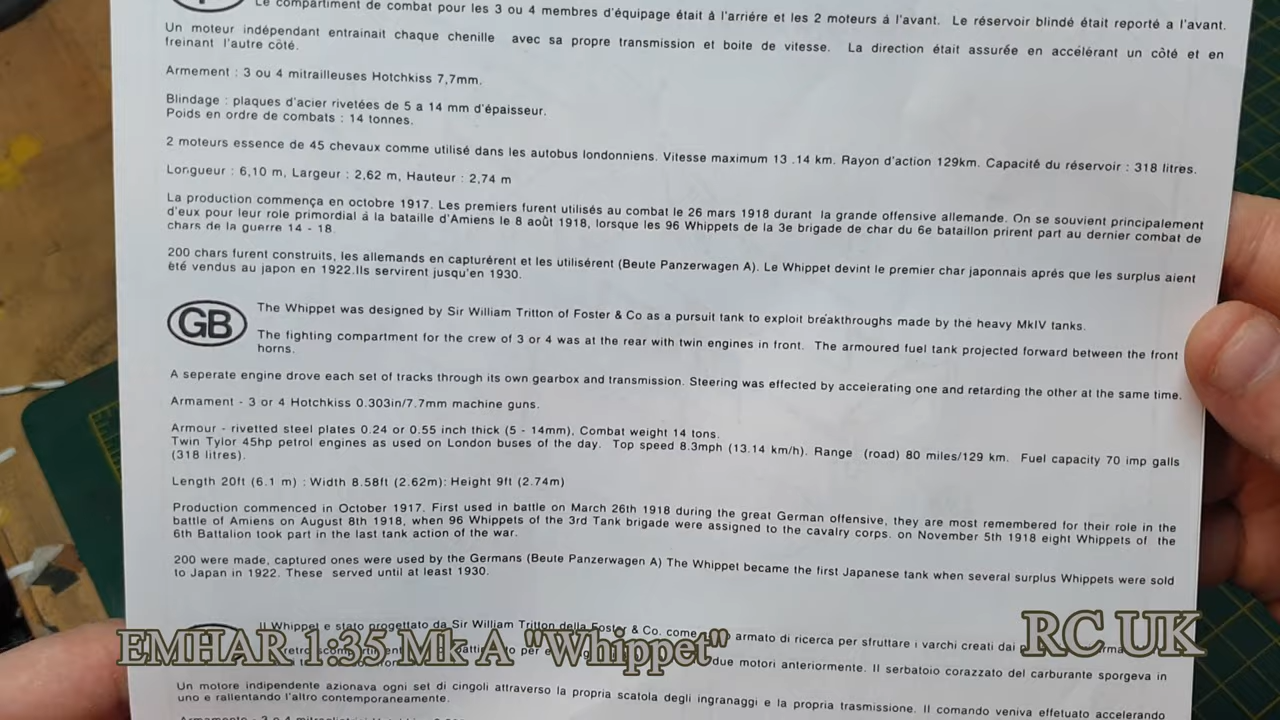 Le compartiment de combat pour les 3 ou 4 membres d'équipage était à l'arriére et les 2 moteurs á l'avant. Le réservoir blindé était reporté a l'avant.
Un moteur indépendant entrainait chaque chenille avec sa propre transmission et boite de vitesse. La direction était assurée en accélérant un côté et en
freinant l'autre côté.
Armement : 3 ou 4 mitrailleuses Hotchkiss 7,7mm.
Blindage : plaques d'acier rivetées de 5 a 14 mm d'épaisseur.
Poids en ordre de combats : 14 tonnes.
2 moteurs essence de 45 chevaux comme utilisé dans les autobus londonniens. Vitesse maximum 13 .14 km. Rayon d'action 129km. Capacité du réservoir : 318 litres.
Longueur : 6,10 m, Largeur : 2,62 m, Hauteur : 2,74 m
La production commença en octobre 1917. Les premiers furent utilisés au combat le 26 mars 1918 durant la grande offensive allemande. On se souvient principalement
d'eux pour leur role primordial á la bataille d'Amiens le 8 août 1918, lorsque les 96 Whippets de la 3e brigade de char du 6e bataillon prirent part au dernier combat de
chars de la guerre 14 - 18.
200 chars furent construits, les allemands en capturérent et les utilisérent (Beute Panzerwagen A). Le Whippet devint le premier char japonnais aprés que les surplus aient
été vendus au japon en 1922.Ils servirent jusqu'en 1930.
GB
The Whippet was designed by Sir William Tritton of Foster & Co as a pursuit tank to exploit breakthroughs made by the heavy MkIV tanks.
The fighting compartment for the crew of 3 or 4 was at the rear with twin engines in front. The armoured fuel tank projected forward between the front
horns.
A seperate engine drove each set of tracks through its own gearbox and transmission. Steering was effected by accelerating one and retarding the other at the same time.
Armament - 3 or 4 Hotchkiss 0.303in/7.7mm machine guns.
Armour - rivetted steel plates 0.24 or 0.55 inch thick (5 - 14mm), Combat weight 14 tons.
Twin Tylor 45hp petrol engines as used on London buses of the day. Top speed 8.3mph (13.14 km/h). Range (road) 80 miles/129 km. Fuel capacity 70 imp galls
(318 litres).
Length 20ft (6.1 m) : Width 8.58ft (2.62m): Height 9ft (2.74m)
Production commenced in October 1917. First used in battle on March 26th 1918 during the great German offensive, they are most remembered for their role in the
battle of Amiens on August 8th 1918, when 96 Whippets of the 3rd Tank brigade were assigned to the cavalry corps. on November 5th 1918 eight Whippets of the
6th Battalion took part in the last tank action of the war.
200 were made, captured ones were used by the Germans (Beute Panzerwagen A) The Whippet became the first Japanese tank when several surplus Whippets were sold
to Japan in 1922. These served until at least 1930.
Il Whippet e stato progettato da Sir William Tritton della Foster & Co. come armato di ricerca per sfruttare i varchi creati dai
due motori anteriormente. Il serbatoio corazzato del carburante sporgeva in
EMHAR 1:35 Mk A "Whippet"
RC UK
Un motore indipendente azionava ogni set di cingoli attraverso la propria scatola degli ingranaggi e la propria trasmissione. Il comando veniva effetuato accelerando
uno e rallentando l'altro contemporaneamente.